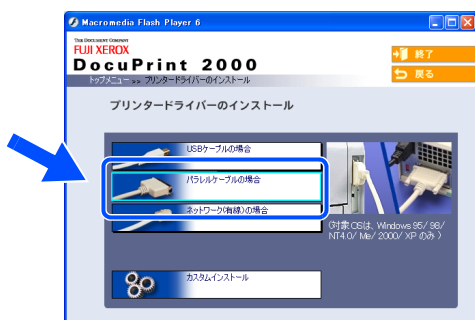 Macromedia Flash Player 6
THE DOCUMENT COMPANY
FUJI XEROX
DocuPrint 2000
終了
戻る
トップメニュー >> プリンタードライバーのインストール
プリンタードライバーのインストール
USBケーブルの場合
パラレルケーブルの場合
ネットワーク(有線)の場合
(対象OSは、Windows 95/98/
NT4.0/Me/2000/XP のみ )
カスタムインストール